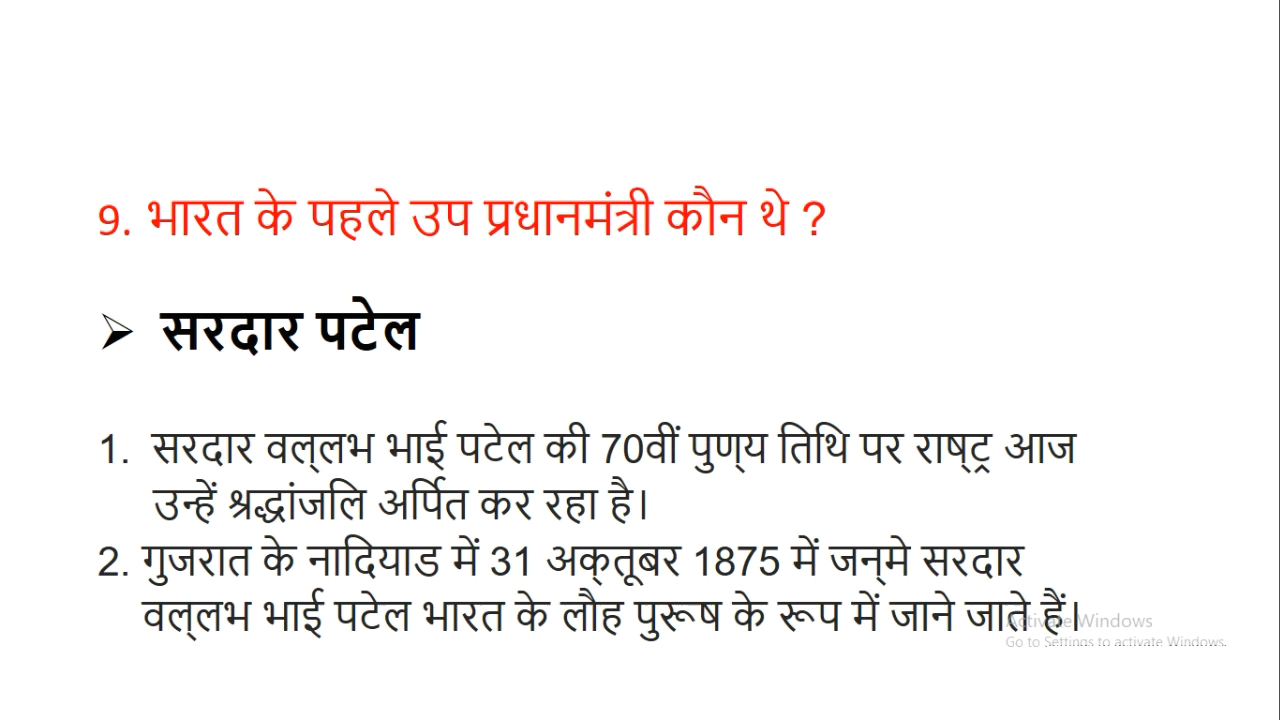 9. भारत के पहले उप प्रधानमंत्री कौन थे ?
➢ सरदार पटेल
1. सरदार वल्‌लभ भाई पटेल की 70वीं पुण्‌य तिथि पर राष्‌ट्र आज
उन्हें श्रद्धांजलि अर्पित कर रहा है।
2. गुजरात के नादियाड में 31 अक्‌तूबर 1875 में जन्‌मे सरदार
वल्‌लभ भाई पटेल भारत के लौह पुरूष के रूप में जाने जाते हैं।
Activate Windows
Go to Settings to activate Windows.